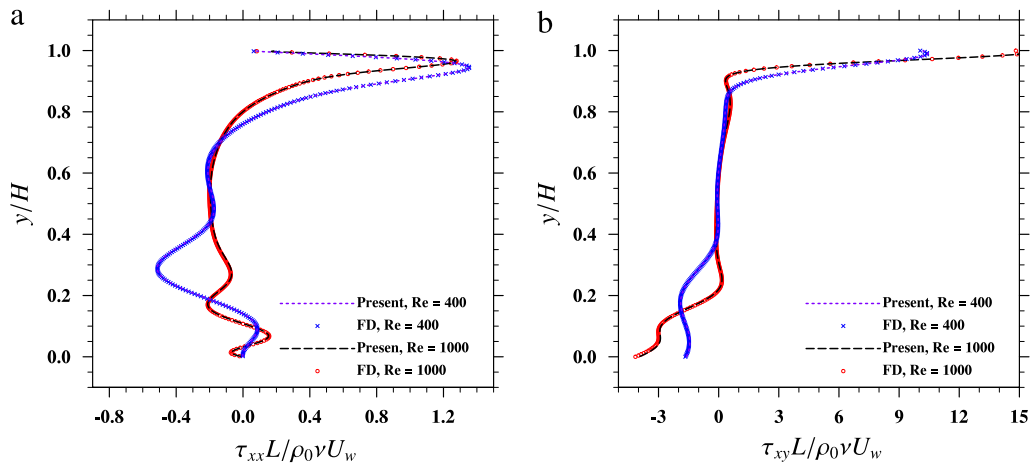 a
1.0
0.8
0.6
0.4
0.2
0.0
y/H
Present, Re = 400
FD, Re = 400
Presen, Re = 1000
FD, Re = 1000
-0.8 -0.4 0.0 0.4 0.8 1.2
τxxL/ρ0νUw
b
1.0
0.8
0.6
0.4
0.2
0.0
y/H
Present, Re = 400
FD, Re = 400
Presen, Re = 1000
FD, Re = 1000
-3 0 3 6 9 12 15
τxyL/ρ0νUw